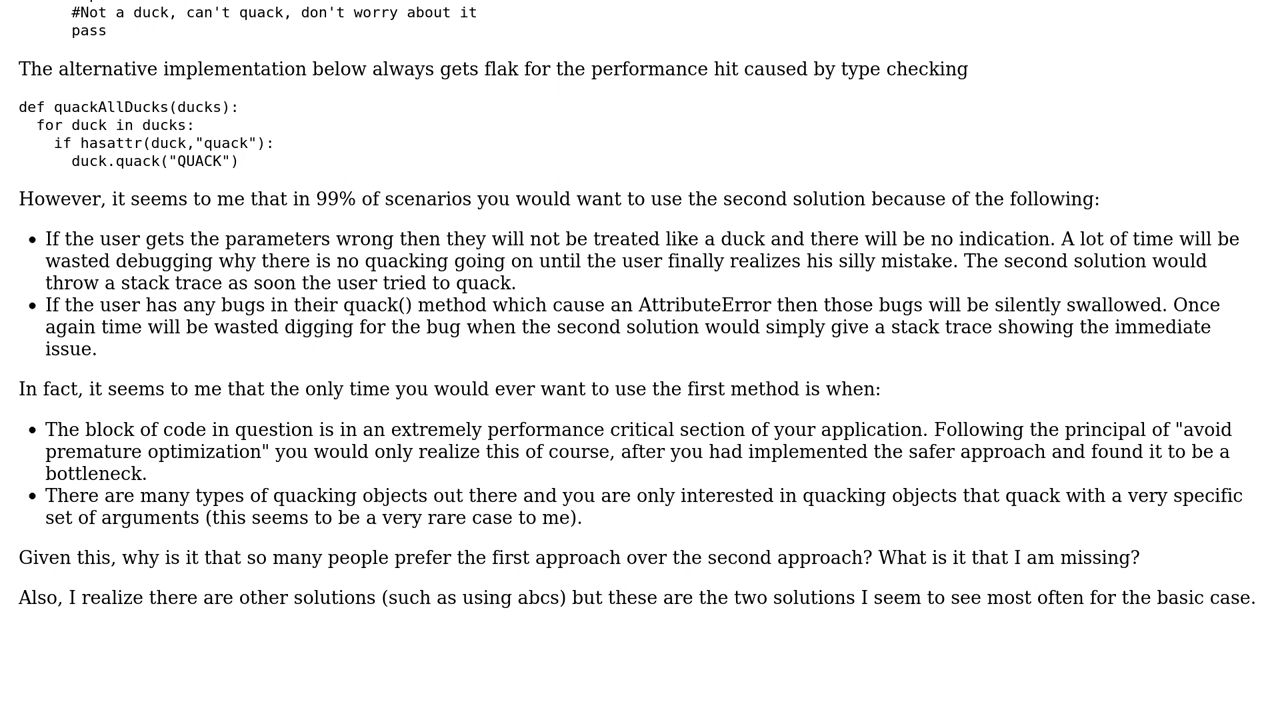 #Not a duck, can't quack, don't worry about it
pass
The alternative implementation below always gets flak for the performance hit caused by type checking
def quackAllDucks(ducks):
for duck in ducks:
if hasattr(duck,"quack"):
duck.quack("QUACK")
However, it seems to me that in 99% of scenarios you would want to use the second solution because of the following:
• If the user gets the parameters wrong then they will not be treated like a duck and there will be no indication. A lot of time will be
wasted debugging why there is no quacking going on until the user finally realizes his silly mistake. The second solution would
throw a stack trace as soon the user tried to quack.
• If the user has any bugs in their quack() method which cause an AttributeError then those bugs will be silently swallowed. Once
again time will be wasted digging for the bug when the second solution would simply give a stack trace showing the immediate
issue.
In fact, it seems to me that the only time you would ever want to use the first method is when:
• The block of code in question is in an extremely performance critical section of your application. Following the principal of "avoid
premature optimization" you would only realize this of course, after you had implemented the safer approach and found it to be a
bottleneck.
• There are many types of quacking objects out there and you are only interested in quacking objects that quack with a very specific
set of arguments (this seems to be a very rare case to me).
Given this, why is it that so many people prefer the first approach over the second approach? What is it that I am missing?
Also, I realize there are other solutions (such as using abcs) but these are the two solutions I seem to see most often for the basic case.